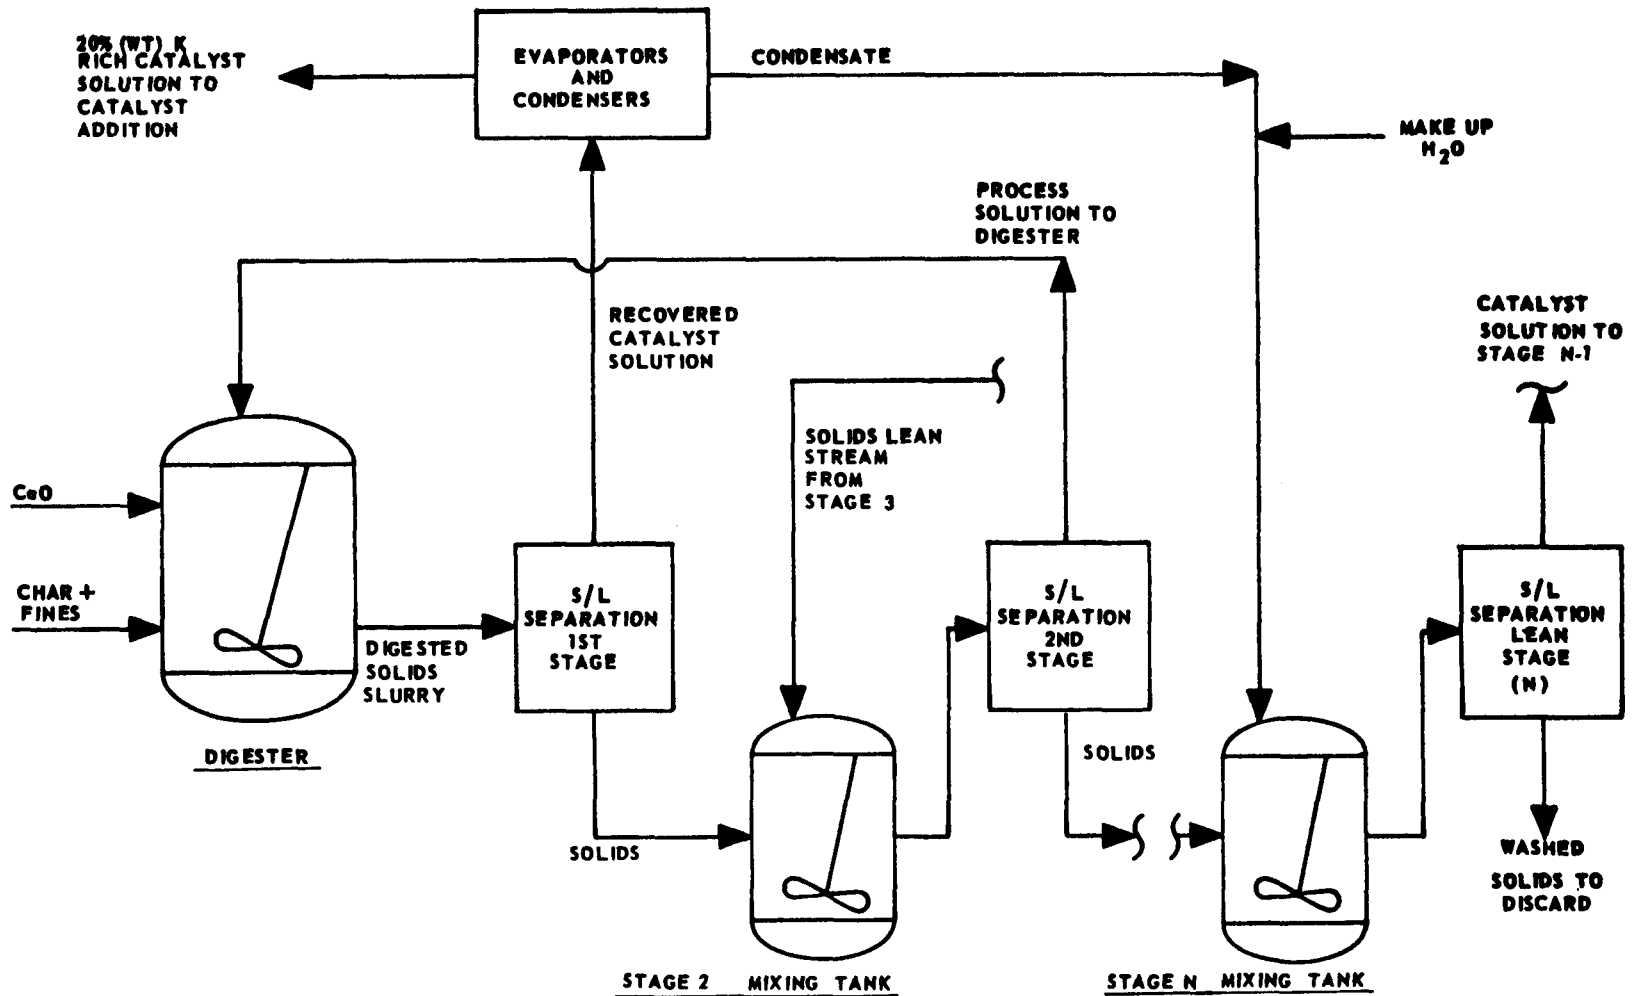 20% (WT) K
RICH CATALYST
SOLUTION TO
CATALYST
ADDITION
EVAPORATORS
AND
CONDENSERS
CONDENSATE
MAKE UP
H2O
PROCESS
SOLUTION TO
DIGESTER
RECOVERED
CATALYST
SOLUTION
CATALYST
SOLUTION TO
STAGE N-1
SOLIDS LEAN
STREAM
FROM
STAGE 3
CaO
CHAR +
FINES
DIGESTED
SOLIDS
SLURRY
DIGESTER
S/L
SEPARATION
1ST
STAGE
S/L
SEPARATION
2ND
STAGE
S/L
SEPARATION
LEAN
STAGE
(N)
SOLIDS
SOLIDS
WASHED
SOLIDS TO
DISCARD
STAGE 2 MIXING TANK
STAGE N MIXING TANK